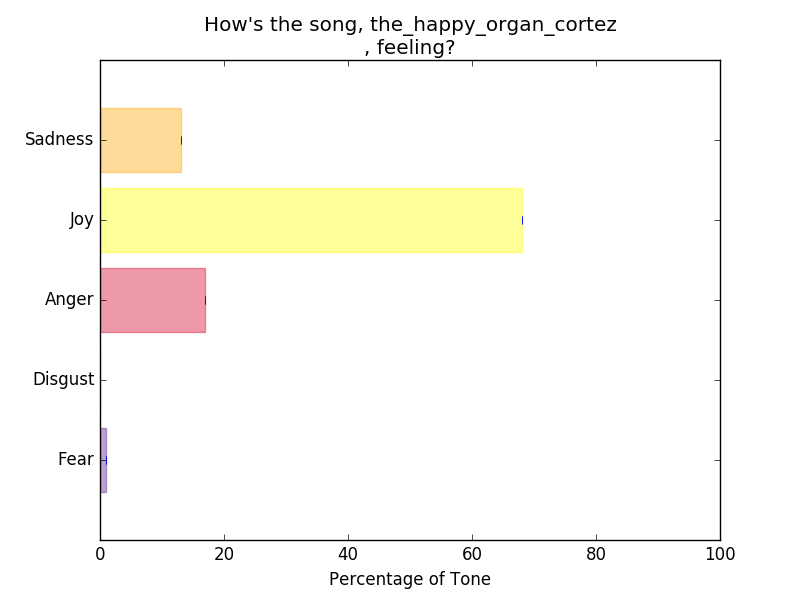 How's the song, the_happy_organ_cortez
, feeling?
Sadness
Joy
Anger
Disgust
Fear
0 20 40 60 80 100
Percentage of Tone